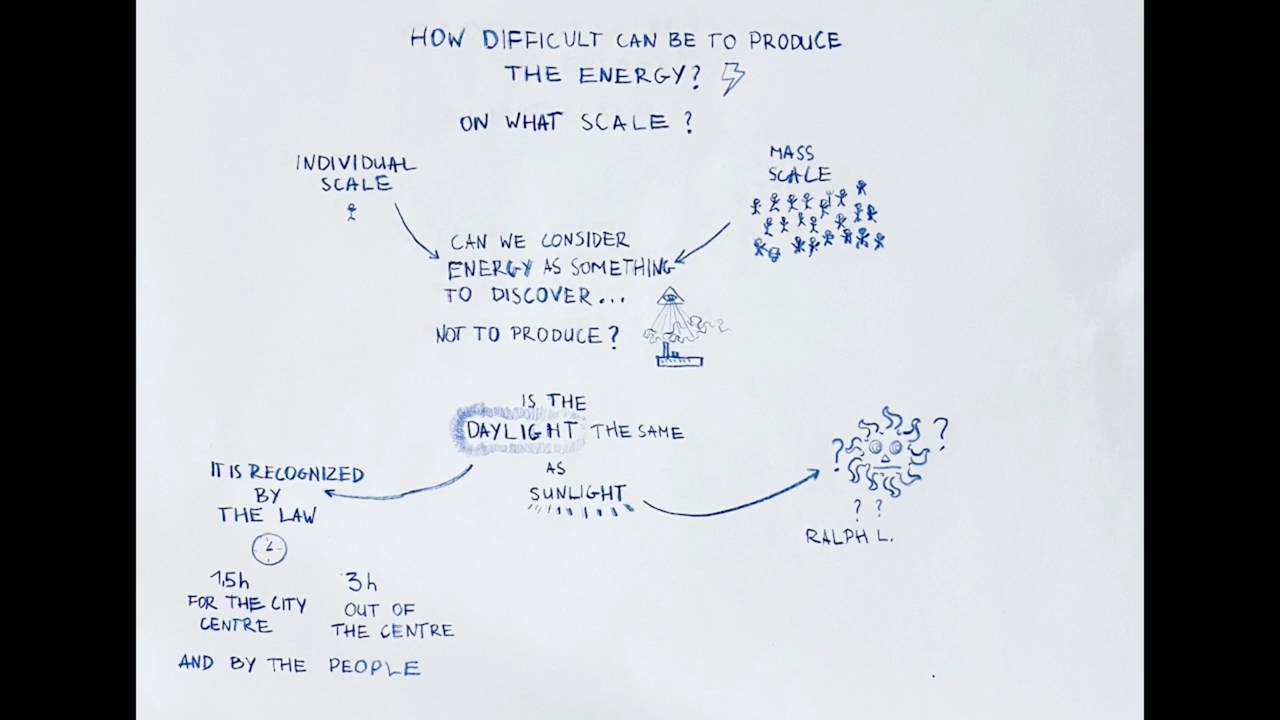 HOW DIFFICULT CAN BE TO PRODUCE
THE ENERGY?
ON WHAT SCALE?
INDIVIDUAL
SCALE
MASS
SCALE
CAN WE CONSIDER
ENERGY AS SOMETHING
TO DISCOVER...
NOT TO PRODUCE?
IS THE
DAYLIGHT THE SAME
AS
SUNLIGHT
IT IS RECOGNIZED
BY
THE LAW
1,5h
FOR THE CITY
CENTRE
3h
OUT OF
THE CENTRE
AND BY THE PEOPLE
? ?
? ?
RALPH L.